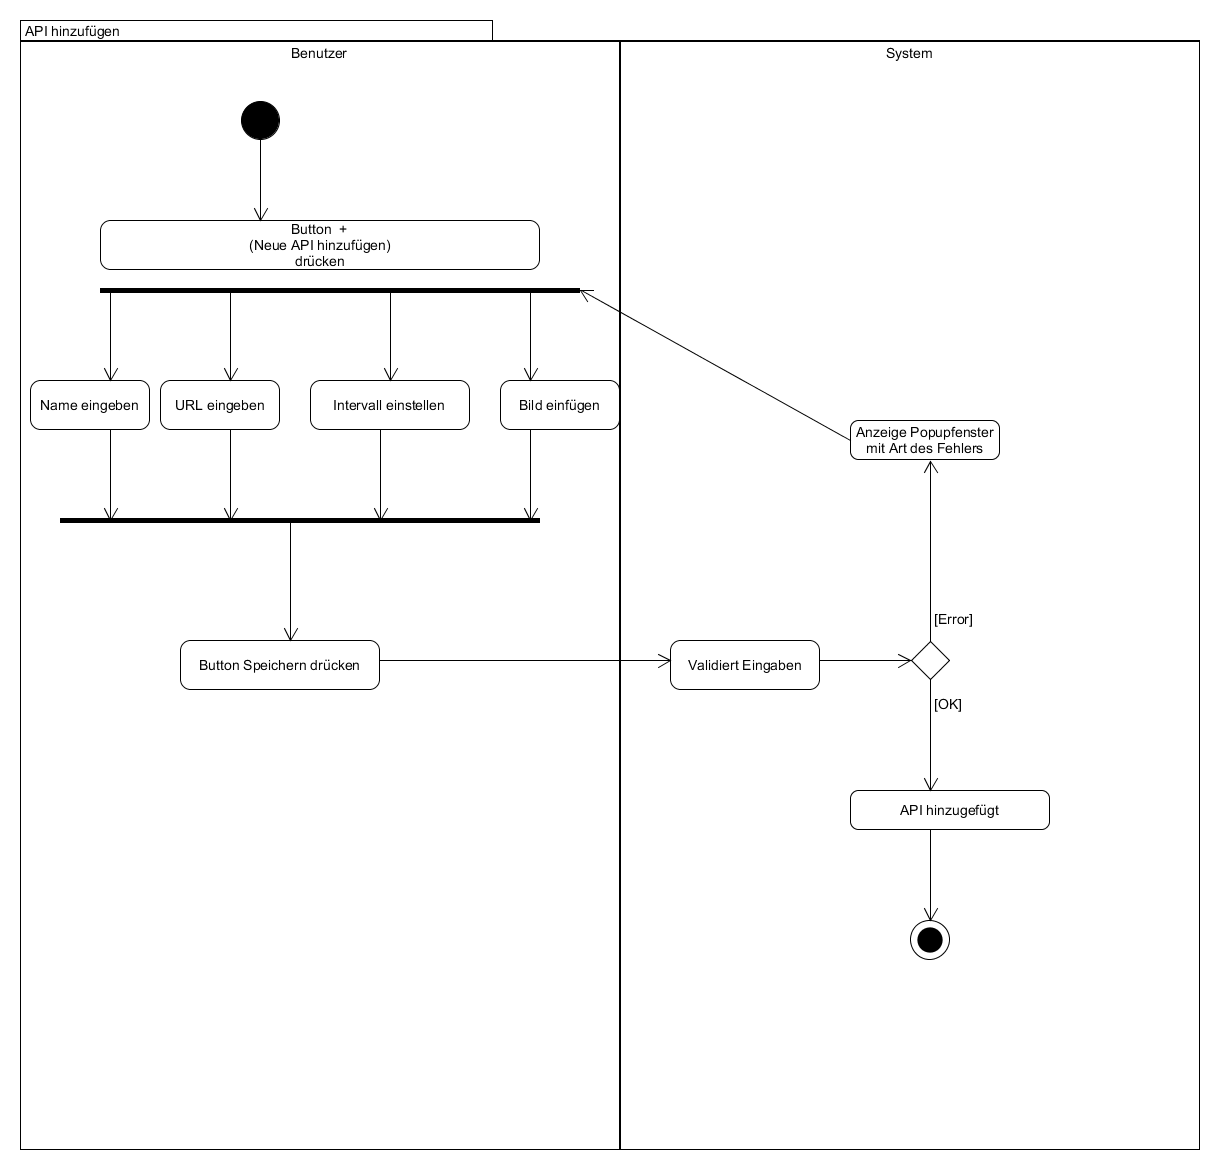 API hinzufügen
Benutzer
System
Button +
(Neue API hinzufügen)
drücken
Name eingeben
URL eingeben
Intervall einstellen
Bild einfügen
Anzeige Popupfenster
mit Art des Fehlers
[Error]
Button Speichern drücken
Validiert Eingaben
[OK]
API hinzugefügt